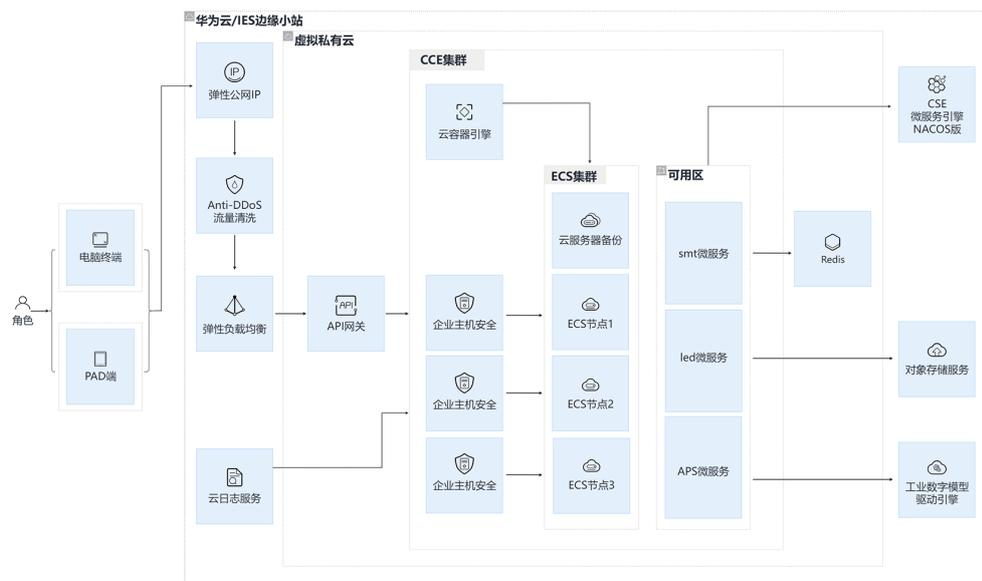 华为云/IES边缘小站
虚拟私有云
CCE集群
弹性公网IP
云容器引擎
CSE
微服务引擎
NACOS版
ECS集群
可用区
Anti-DDoS
流量清洗
云服务器备份
smt微服务
Redis
电脑终端
角色
PAD端
弹性负载均衡
API
API网关
企业主机安全
ECS节点1
led微服务
对象存储服务
企业主机安全
ECS节点2
云日志服务
企业主机安全
ECS节点3
APS微服务
工业数字模型
驱动引擎
IP